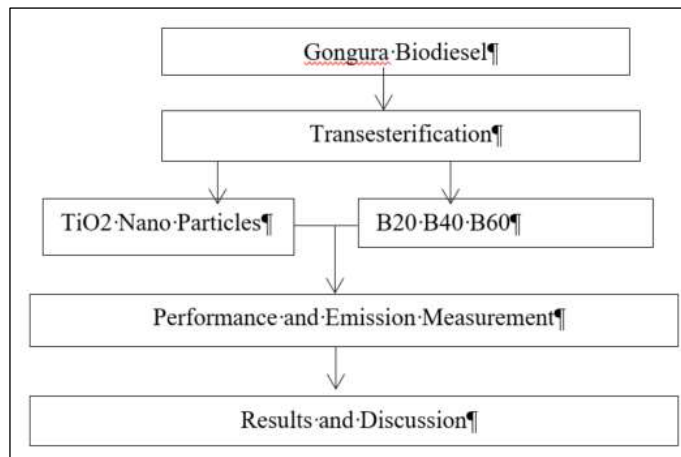 Gongura·Biodiesel¶
Transesterification¶
TiO2·Nano·Particles¶
B20·B40·B60¶
Performance·and·Emission·Measurement¶
Results·and·Discussion¶